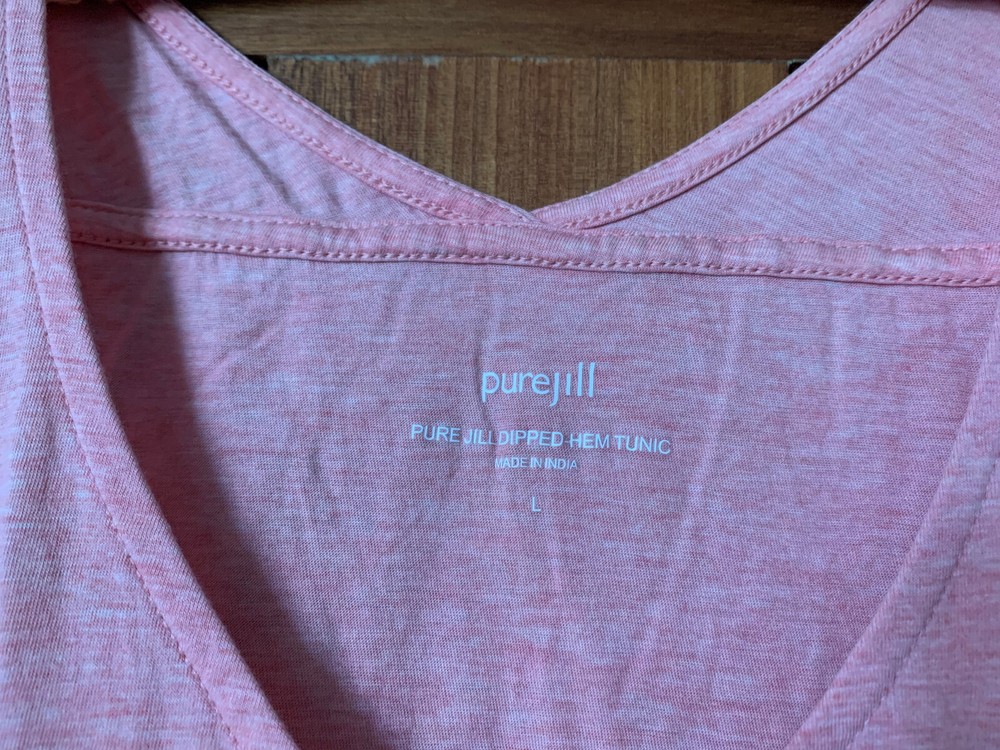 purejill
PURE JILL DIPPED HEM TUNIC
MADE IN INDIA
L